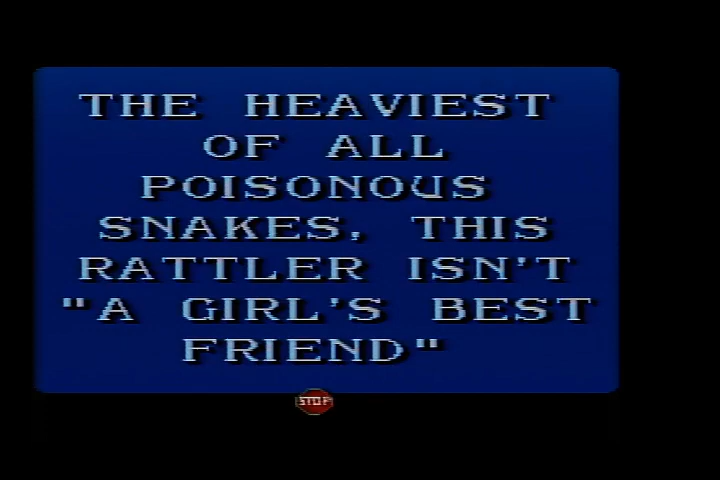 THE HEAVIEST
OF ALL
POISONOUS
SNAKES, THIS
RATTLER ISN'T
"A GIRL'S BEST
FRIEND"
STOP